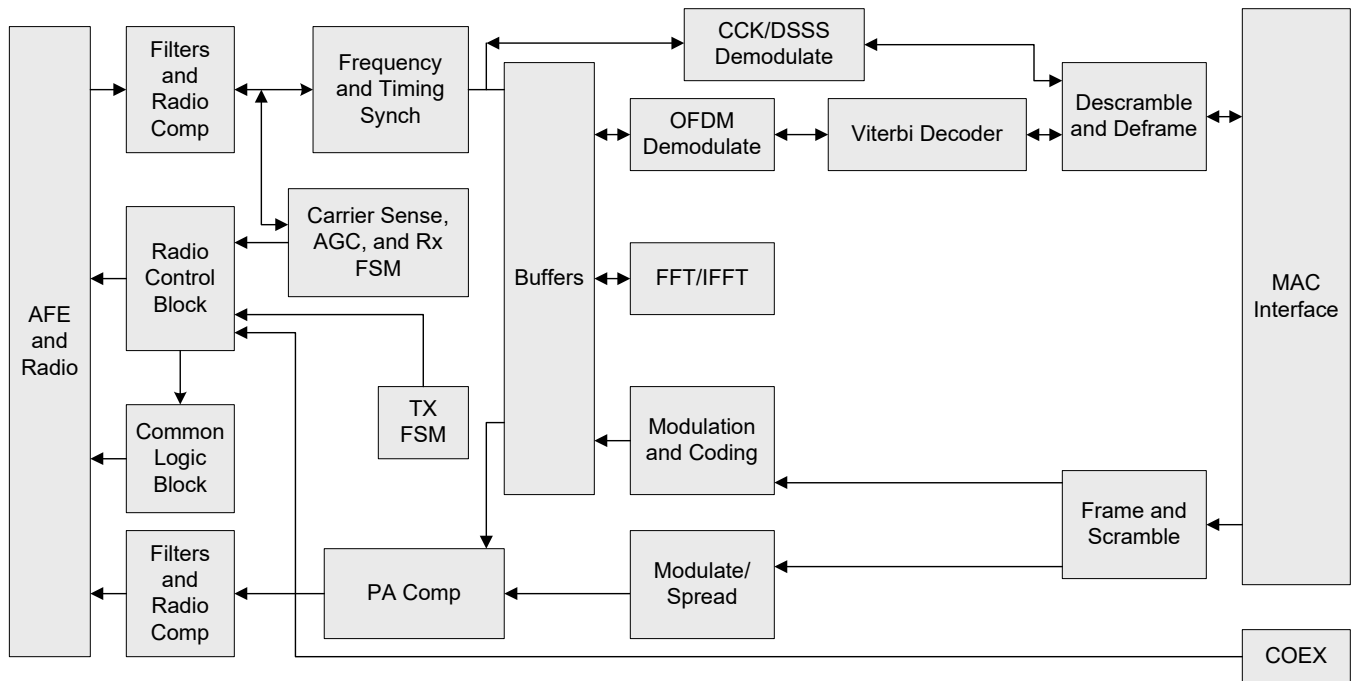 AFE
and
Radio
Filters
and
Radio
Comp
Frequency
and Timing
Synch
CCK/DSSS
Demodulate
OFDM
Demodulate
Viterbi Decoder
Descramble
and Deframe
MAC
Interface
Carrier Sense,
AGC, and Rx
FSM
Radio
Control
Block
Buffers
FFT/IFFT
TX
FSM
Common
Logic
Block
Modulation
and Coding
Frame and
Scramble
Filters
and
Radio
Comp
PA Comp
Modulate/
Spread
COEX